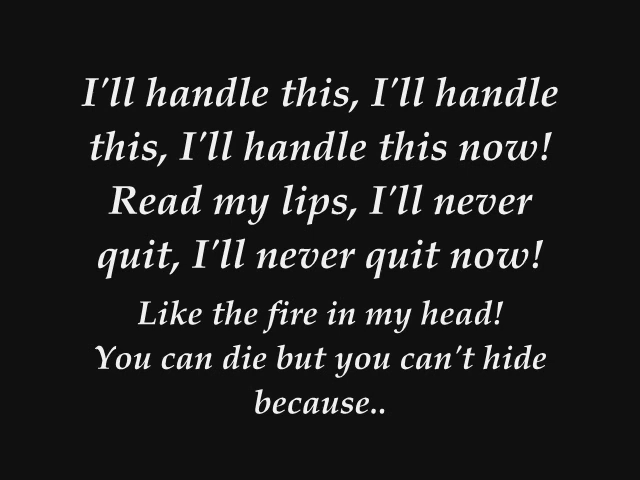 I'll handle this, I'll handle
this, I'll handle this now!
Read my lips, I'll never
quit, I'll never quit now!
Like the fire in my head!
You can die but you can't hide
because..